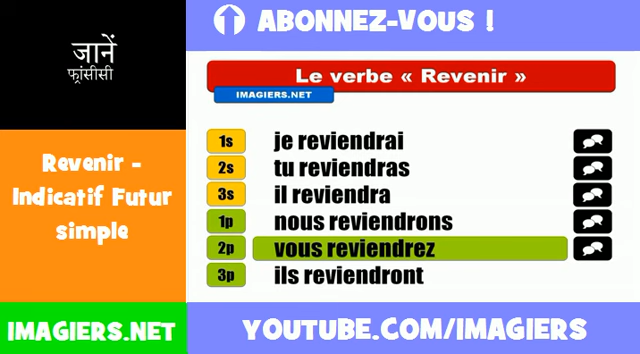 जानें
फ्रांसीसी
ABONNEZ-VOUS !
Le verbe « Revenir »
IMAGIERS.NET
Revenir -
Indicatif Futur
simple
1s je reviendrai
2s tu reviendras
3s il reviendra
1p nous reviendrons
2p vous reviendrez
3p ils reviendront
IMAGIERS.NET
YOUTUBE.COM/IMAGIERS